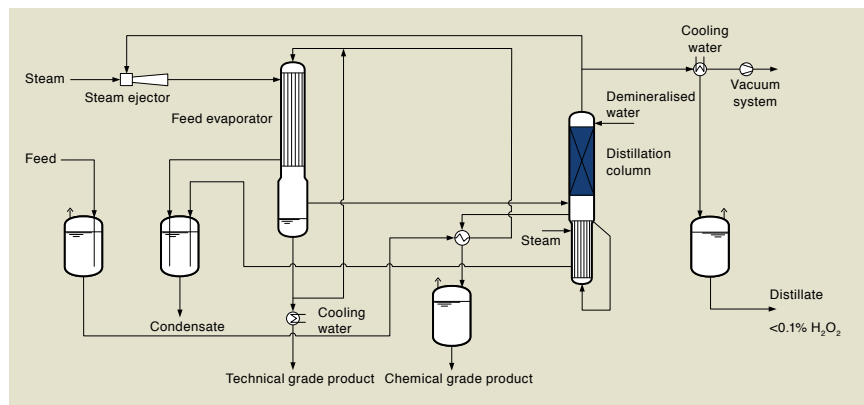 Cooling
water
Steam
Steam ejector
Vacuum
system
Feed evaporator
Demineralised
water
Feed
Distillation
column
Steam
Distillate
Condensate
Cooling
water
<0.1% H₂O₂
Technical grade product
Chemical grade product